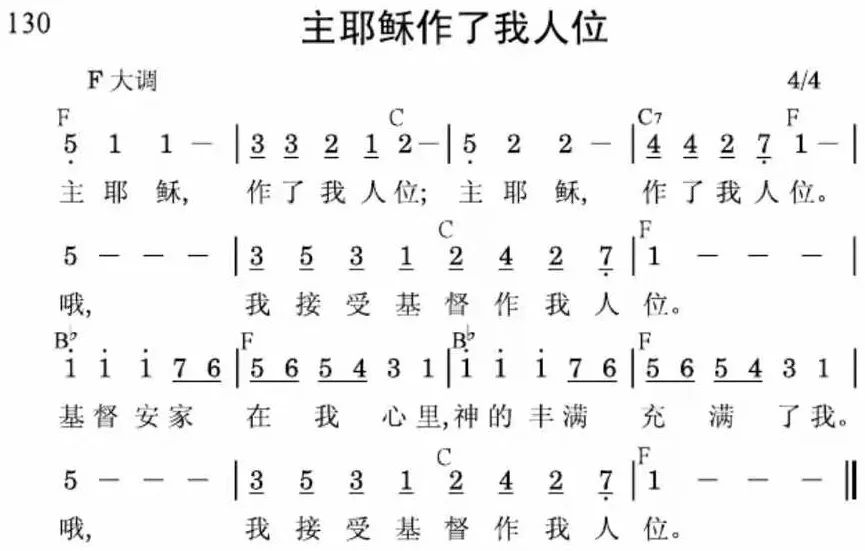 130 主耶稣作了我人位
F 大调 4/4
F C C7 F
5̣ 1 1 － | 3 3 2 1 2－ | 5̣ 2 2 － | 4 4 2 7̣ 1－ |
主 耶 稣, 作了我人位; 主 耶 稣, 作了我人位。
C F
5 － － － | 3 5 3 1 2 4 2 7̣ | 1 － － － |
哦, 我接受基督作我人 位。
B♭ F B♭ F
1̇ 1̇ 1̇ 7 6 | 5 6 5 4 3 1 | 1̇ 1̇ 1̇ 7 6 | 5 6 5 4 3 1 |
基督安家 在 我 心里,神的丰满 充 满 了我。
C F
5 － － － | 3 5 3 1 2 4 2 7̣ | 1 － － － ‖
哦, 我接受基督作我人 位。